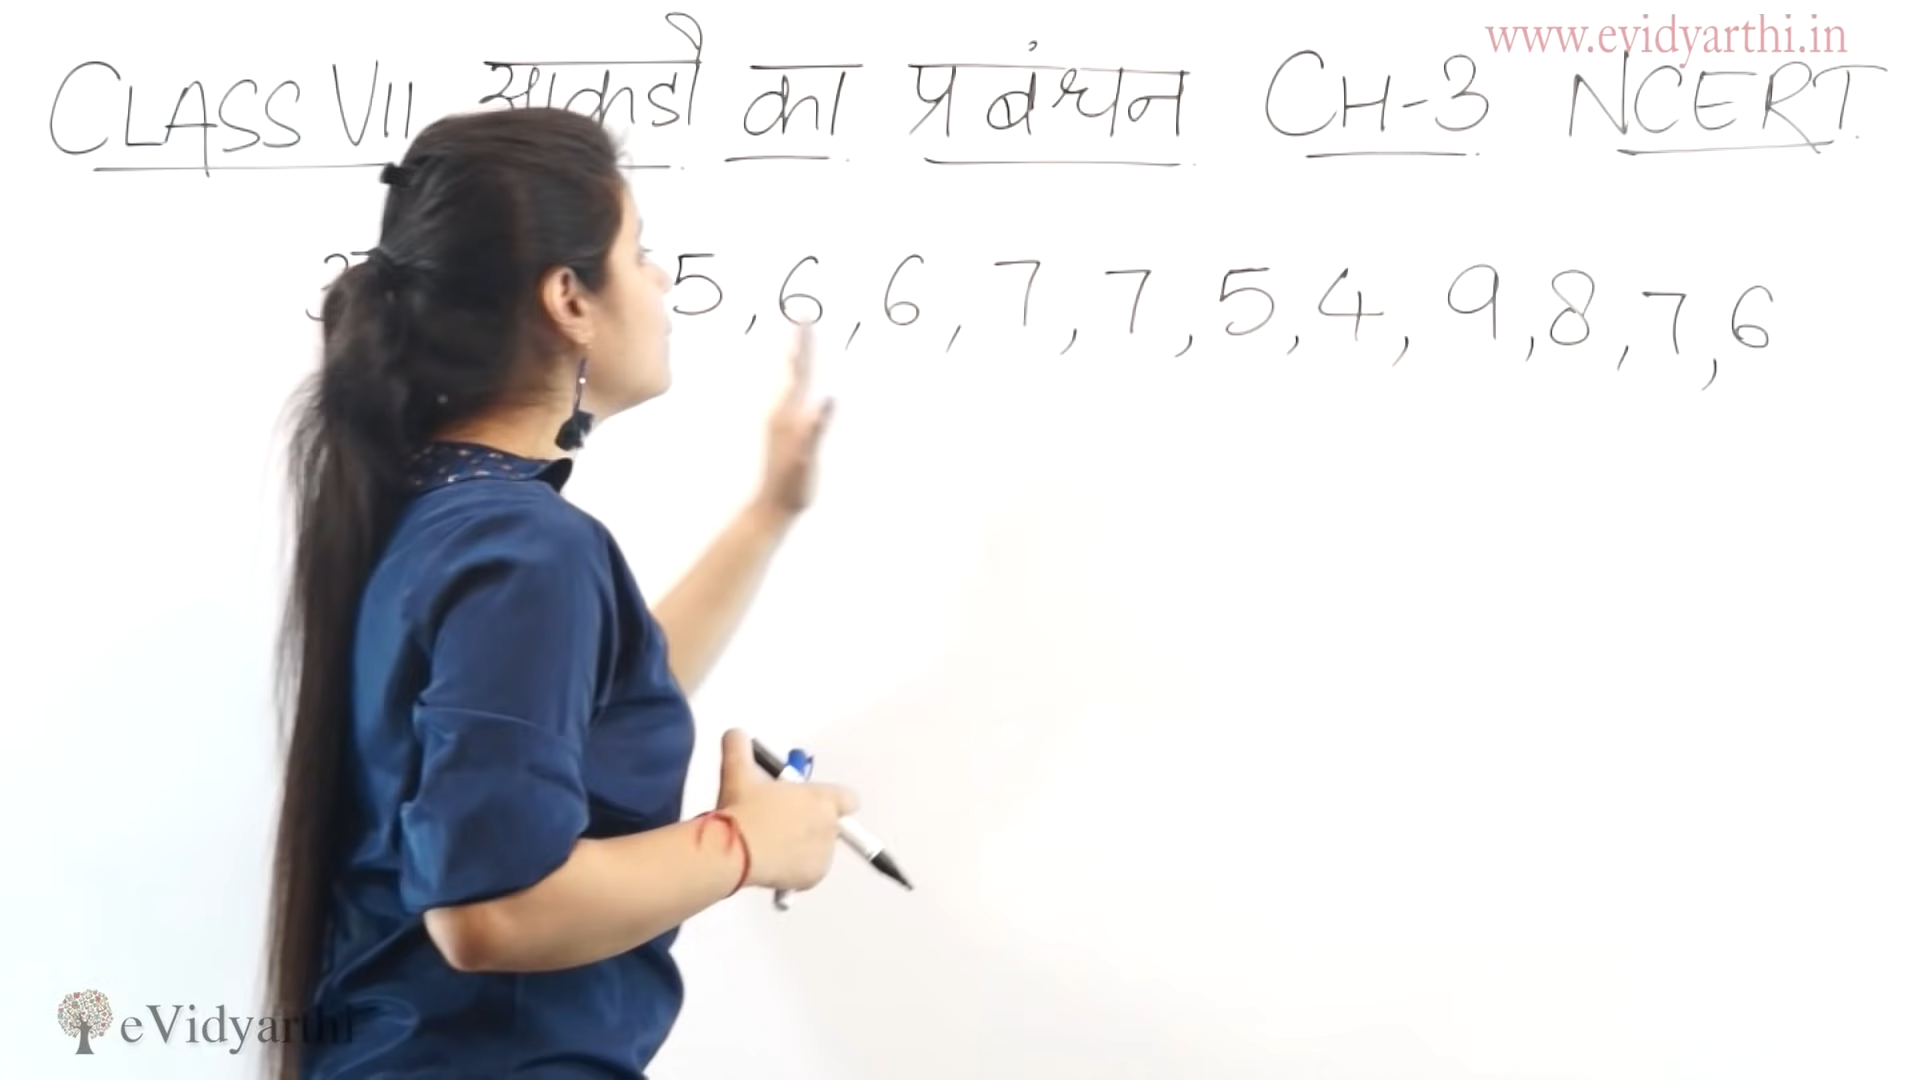 www.evidyarthi.in
CLASS VII आकडौ का प्रबंधन CH-3 NCERT
5, 6, 6, 7, 7, 5, 4, 9, 8, 7, 6
eVidyarthi